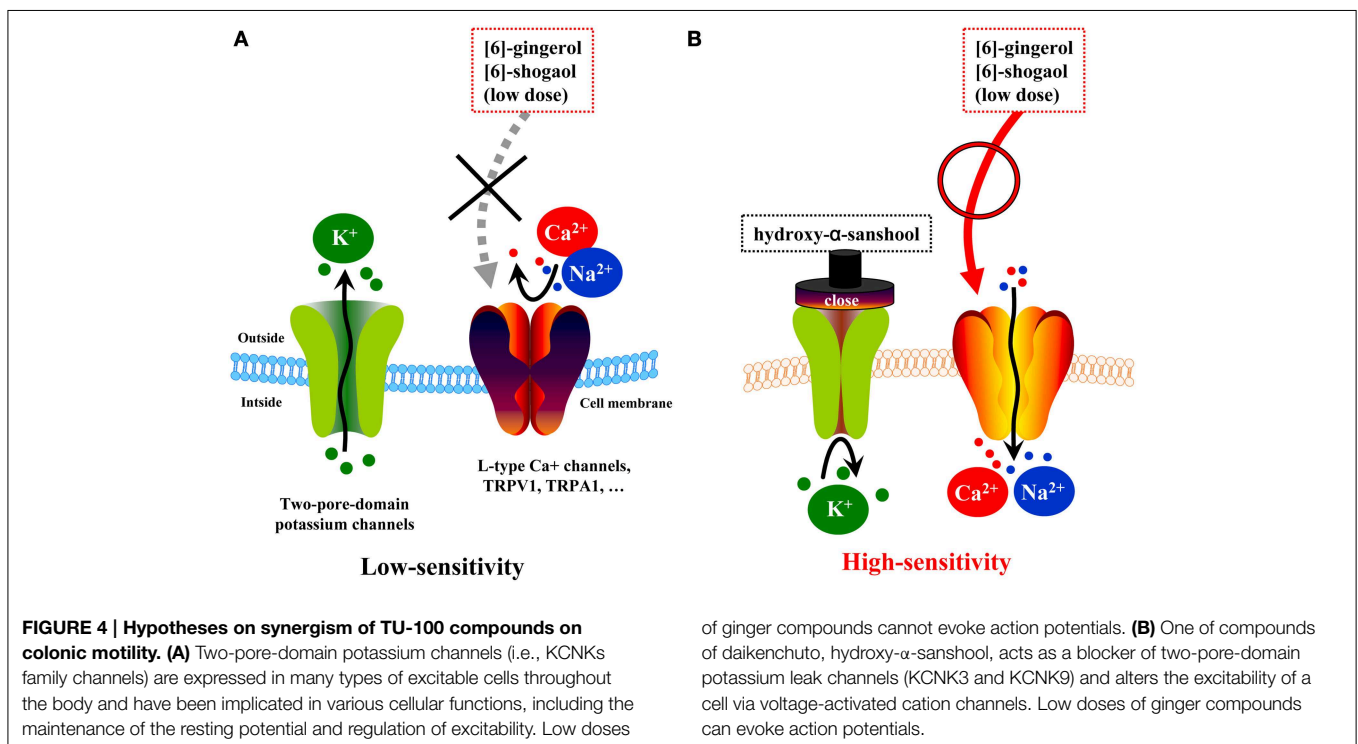 A
[6]-gingerol
[6]-shogaol
(low dose)
K+
Ca2+
Na2+
Outside
Intside
Cell membrane
Two-pore-domain
potassium channels
L-type Ca+ channels,
TRPV1, TRPA1, ...
Low-sensitivity
B
[6]-gingerol
[6]-shogaol
(low dose)
hydroxy-α-sanshool
close
K+
Ca2+
Na2+
High-sensitivity
FIGURE 4 | Hypotheses on synergism of TU-100 compounds on
colonic motility. (A) Two-pore-domain potassium channels (i.e., KCNKs
family channels) are expressed in many types of excitable cells throughout
the body and have been implicated in various cellular functions, including the
maintenance of the resting potential and regulation of excitability. Low doses
of ginger compounds cannot evoke action potentials. (B) One of compounds
of daikenchuto, hydroxy-α-sanshool, acts as a blocker of two-pore-domain
potassium leak channels (KCNK3 and KCNK9) and alters the excitability of a
cell via voltage-activated cation channels. Low doses of ginger compounds
can evoke action potentials.